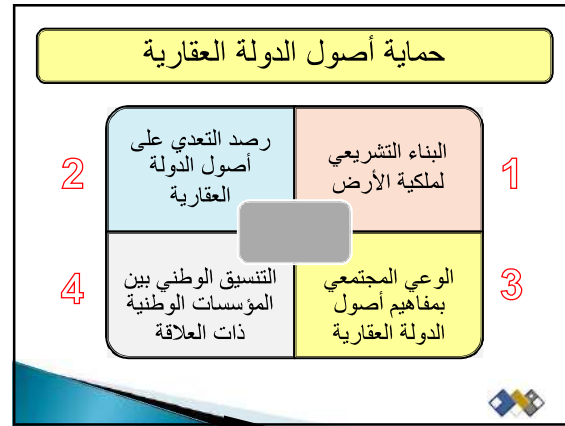 حماية أصول الدولة العقارية
1
البناء التشريعي
لملكية الأرض
2
رصد التعدي على
أصول الدولة
العقارية
3
الوعي المجتمعي
بمفاهيم أصول
الدولة العقارية
4
التنسيق الوطني بين
المؤسسات الوطنية
ذات العلاقة